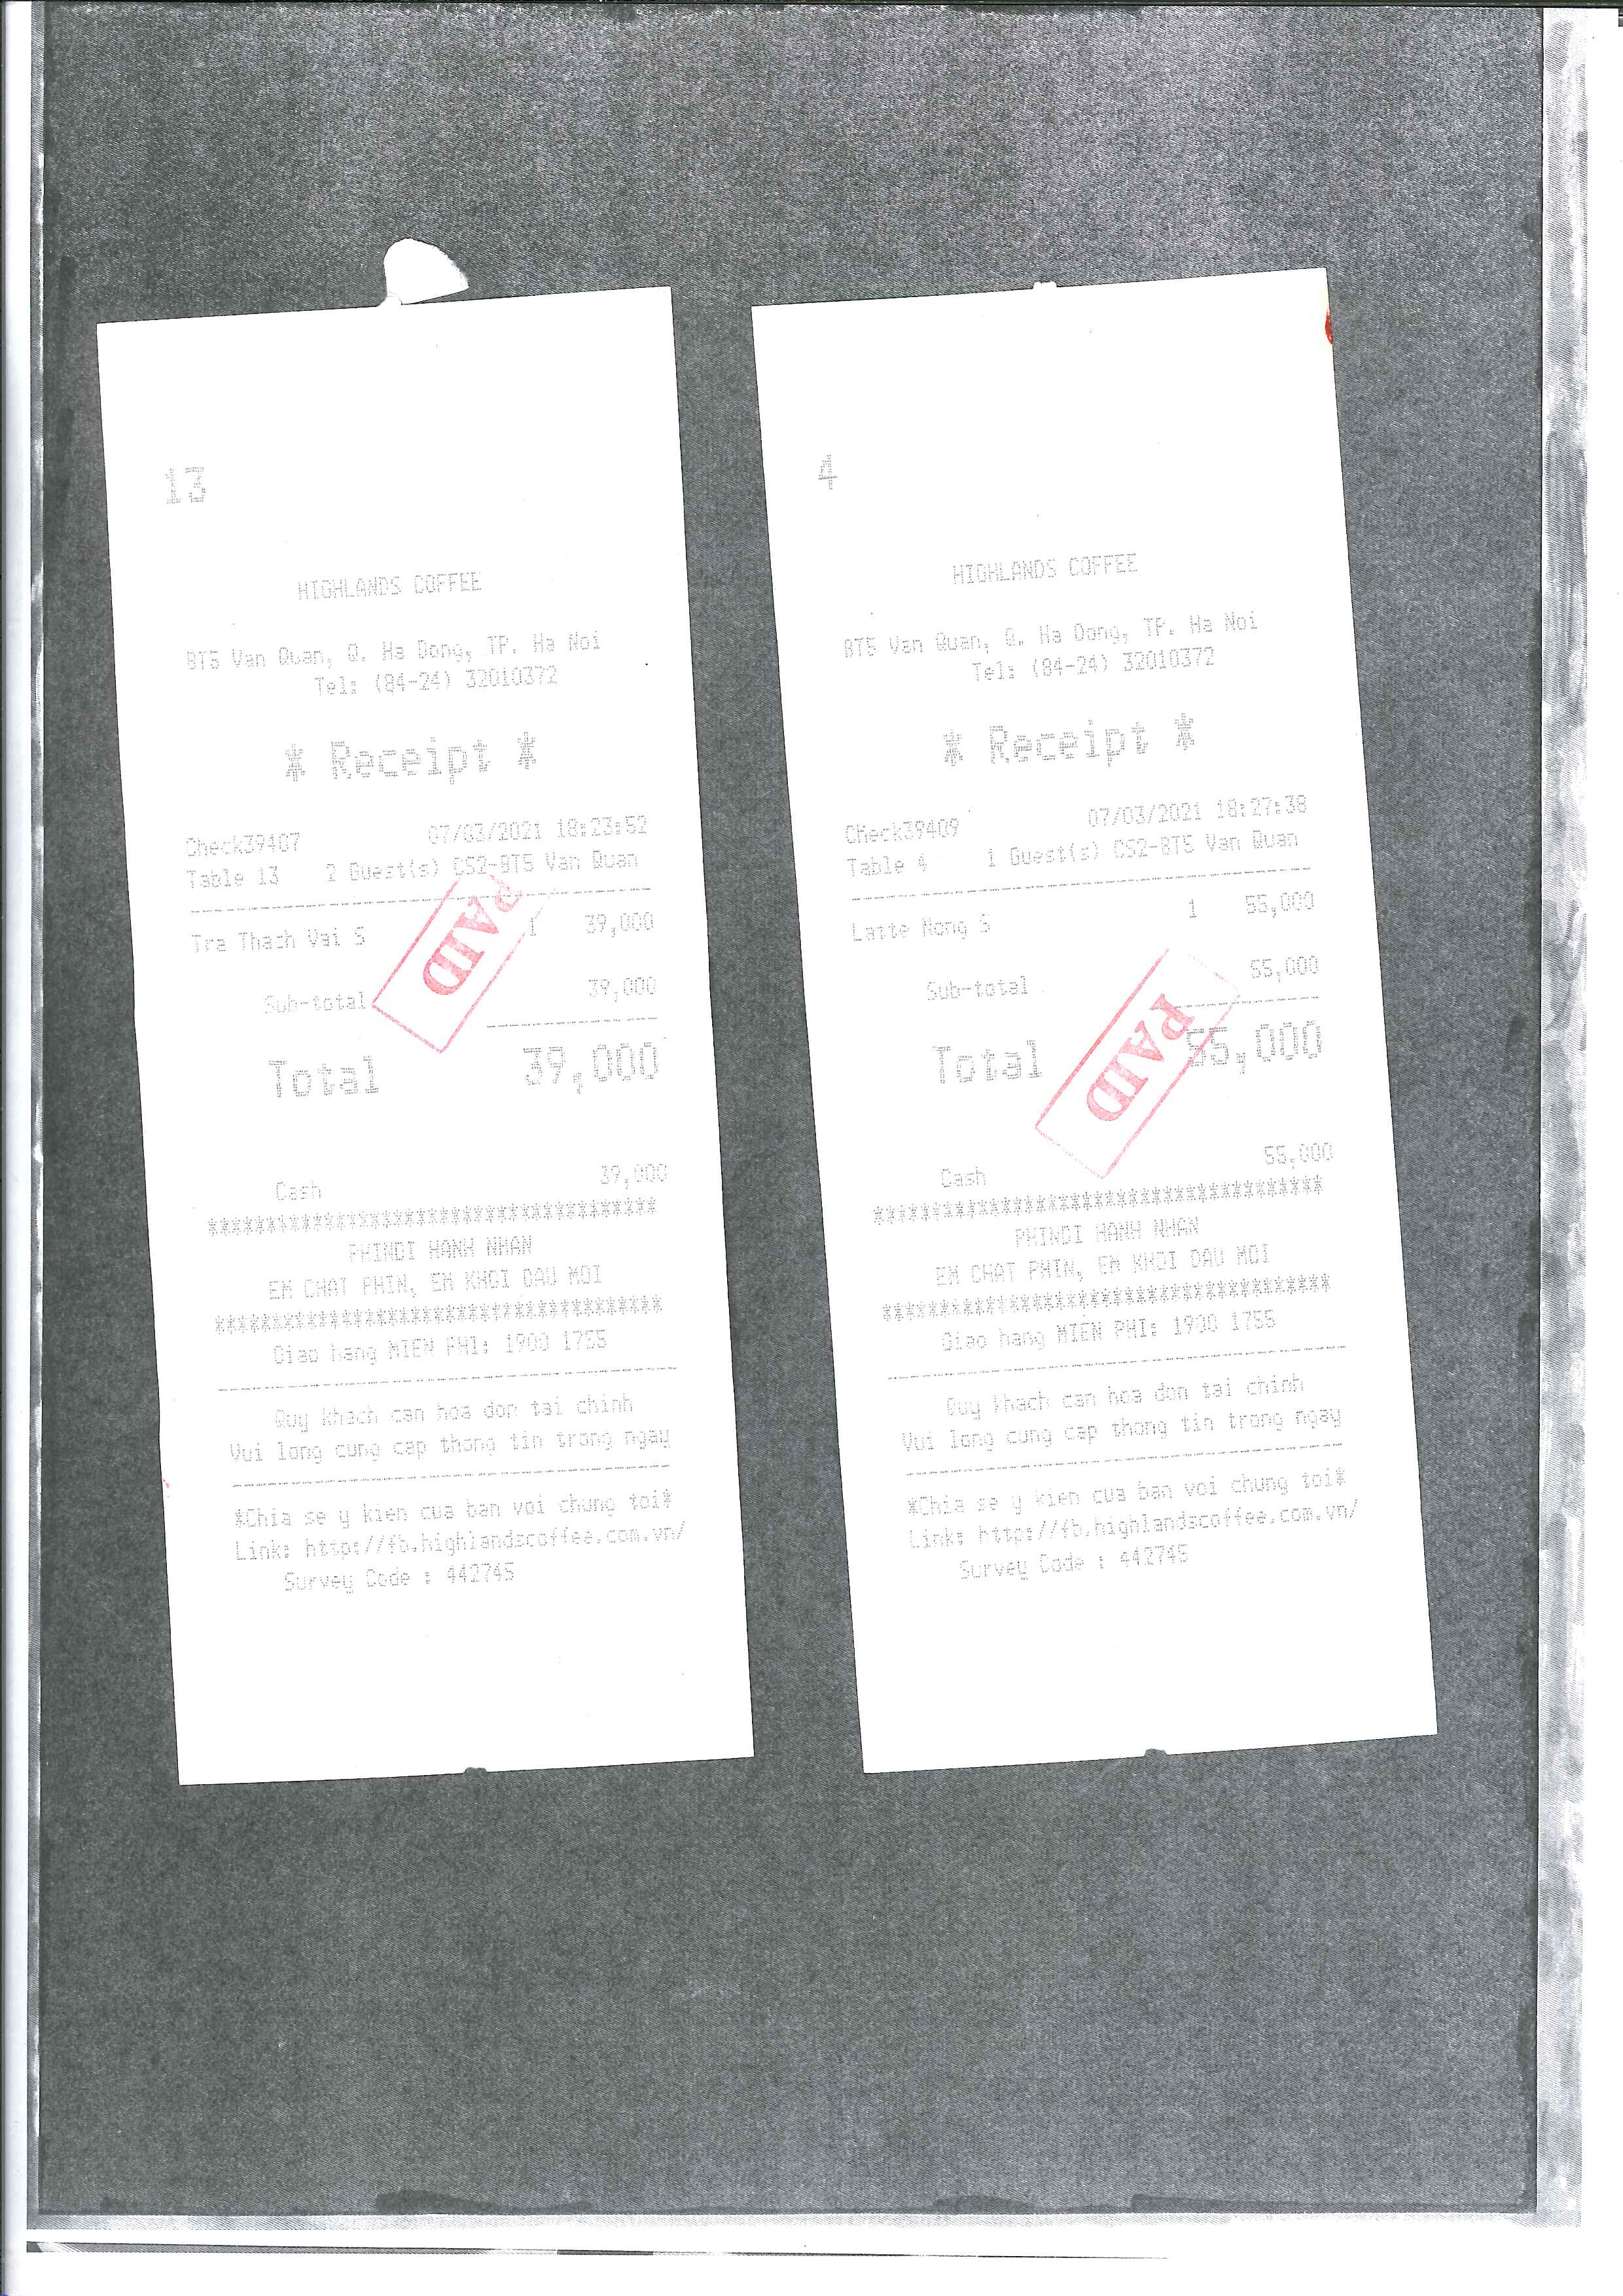 13
HIGHLANDS COFFEE
BT5 Van Quan, Q. Ha Dong, TP. Ha Noi
Tel: (84-24) 32010372
* Receipt *
Check39407 07/03/2021 18:23:52
Table 13 2 Guest(s) CS2-BT5 Van Quan
Tra Thach Vai S 1 39,000
PAID
Sub-total 39,000
Total 39,000
Cash 39,000
**************************************
PHINDI HANH NHAN
EM CHAT PHIN, EM KHOI DAU MOI
**************************************
Giao hang MIEN PHI: 1900 1755
Quy khach can hoa don tai chinh
Vui long cung cap thong tin trong ngay
*Chia se y kien cua ban voi chung toi*
Link: http://fb.highlandscoffee.com.vn/
Survey Code : 442745
4
HIGHLANDS COFFEE
BT5 Van Quan, Q. Ha Dong, TP. Ha Noi
Tel: (84-24) 32010372
* Receipt *
Check39409 07/03/2021 18:27:38
Table 4 1 Guest(s) CS2-BT5 Van Quan
Latte Nong S 1 55,000
Sub-total 55,000
PAID
Total 55,000
Cash 55,000
**************************************
PHINDI HANH NHAN
EM CHAT PHIN, EM KHOI DAU MOI
**************************************
Giao hang MIEN PHI: 1900 1755
Quy khach can hoa don tai chinh
Vui long cung cap thong tin trong ngay
*Chia se y kien cua ban voi chung toi*
Link: http://fb.highlandscoffee.com.vn/
Survey Code : 442745